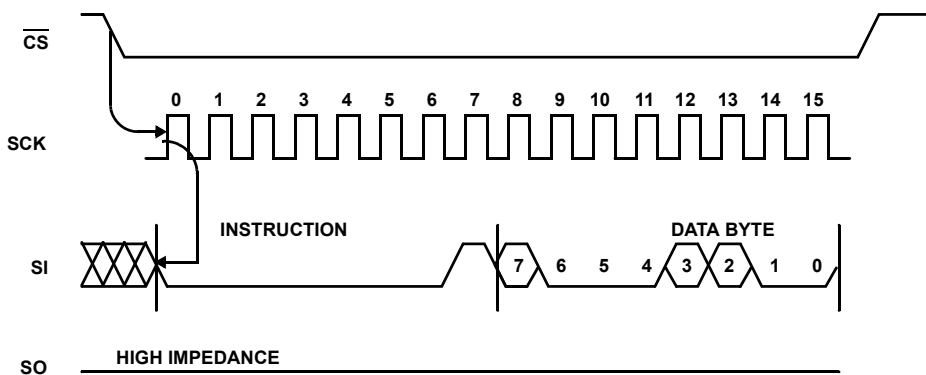 CS
0 1 2 3 4 5 6 7 8 9 10 11 12 13 14 15
SCK
INSTRUCTION DATA BYTE
SI 7 6 5 4 3 2 1 0
HIGH IMPEDANCE
SO